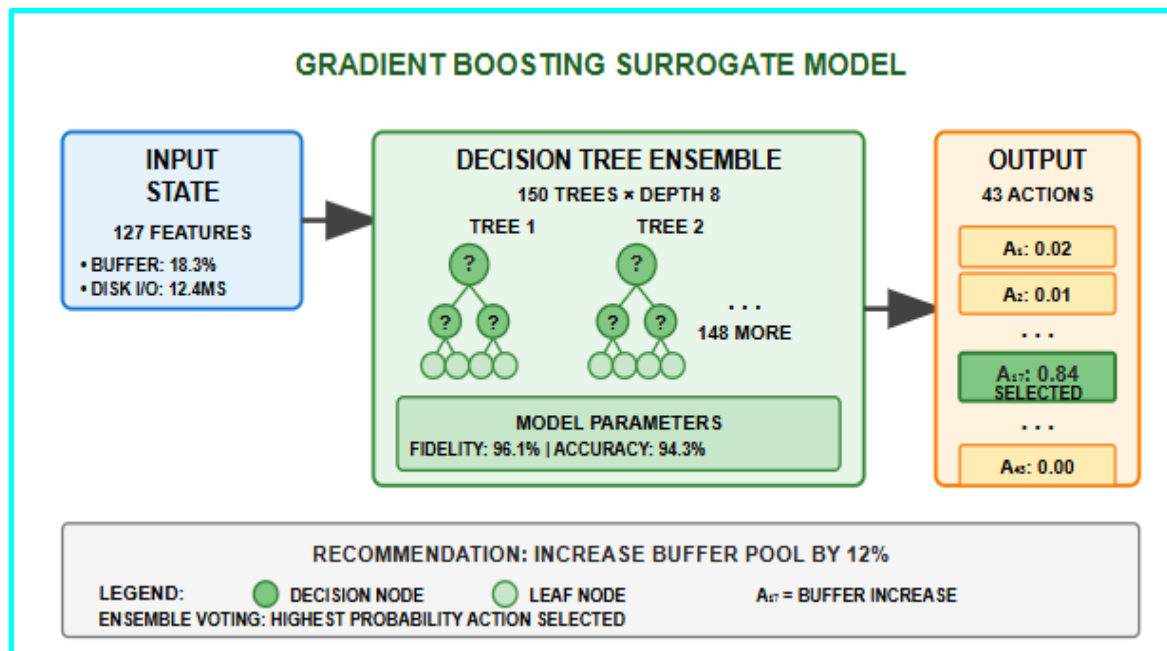 GRADIENT BOOSTING SURROGATE MODEL
INPUT
STATE
127 FEATURES
• BUFFER: 18.3%
• DISK I/O: 12.4MS
DECISION TREE ENSEMBLE
150 TREES × DEPTH 8
TREE 1
TREE 2
?
?
?
?
?
?
. . .
148 MORE
MODEL PARAMETERS
FIDELITY: 96.1% | ACCURACY: 94.3%
OUTPUT
43 ACTIONS
A₁: 0.02
A₂: 0.01
. . .
A₁₇: 0.84
SELECTED
. . .
A₄₃: 0.00
RECOMMENDATION: INCREASE BUFFER POOL BY 12%
LEGEND:
DECISION NODE
LEAF NODE
A₁₇ = BUFFER INCREASE
ENSEMBLE VOTING: HIGHEST PROBABILITY ACTION SELECTED